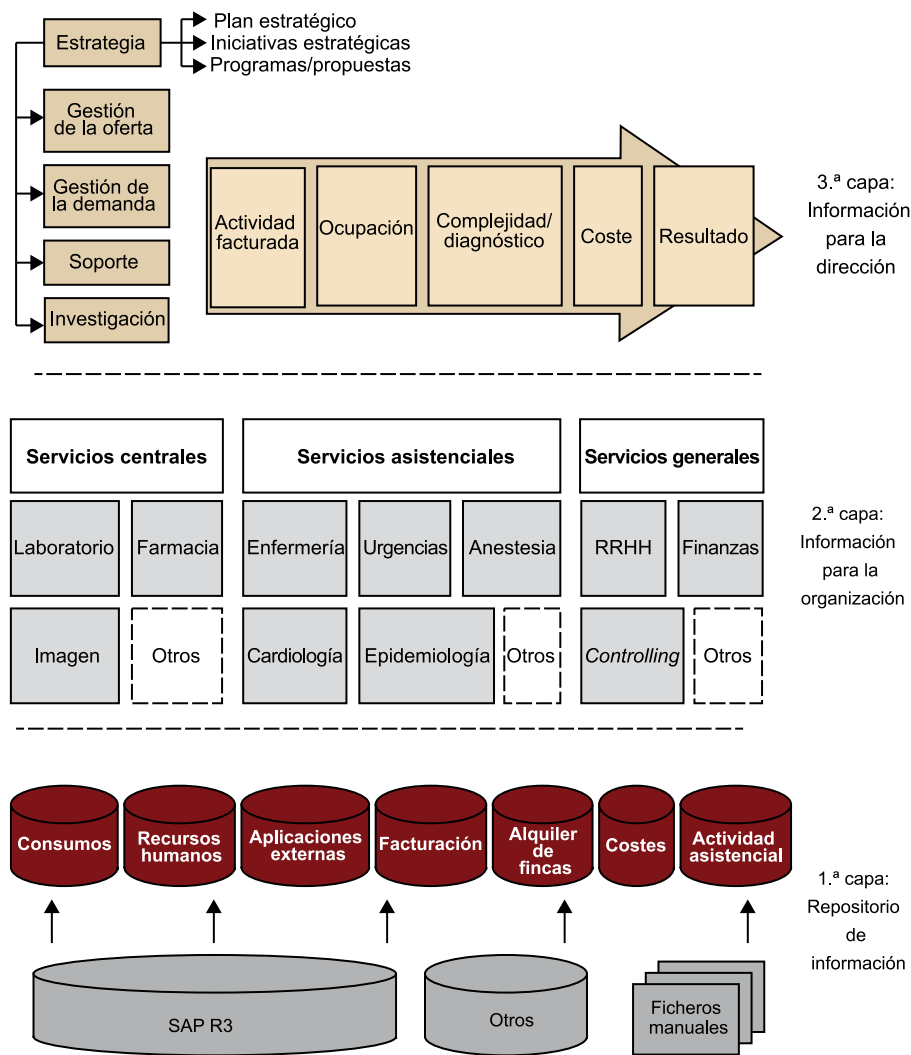 Estrategia
Plan estratégico
Iniciativas estratégicas
Programas/propuestas
Gestión
de la oferta
Gestión de
la demanda
Soporte
Investigación
Actividad
facturada
Ocupación
Complejidad/
diagnóstico
Coste
Resultado
3.ª capa:
Información
para la
dirección
Servicios centrales
Servicios asistenciales
Servicios generales
Laboratorio
Farmacia
Enfermería
Urgencias
Anestesia
RRHH
Finanzas
Imagen
Otros
Cardiología
Epidemiología
Otros
Controlling
Otros
2.ª capa:
Información
para la
organización
Consumos
Recursos
humanos
Aplicaciones
externas
Facturación
Alquiler
de
fincas
Costes
Actividad
asistencial
SAP R3
Otros
Ficheros
manuales
1.ª capa:
Repositorio
de
información